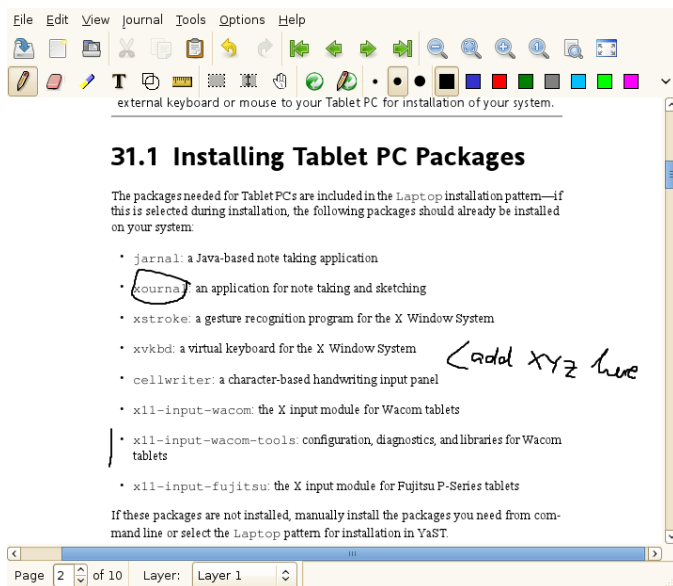 File Edit View Journal Tools Options Help
T
external keyboard or mouse to your Tablet PC for installation of your system.
31.1 Installing Tablet PC Packages
The packages needed for Tablet PCs are included in the Laptop installation pattern—if
this is selected during installation, the following packages should already be installed
on your system:
• jarnal: a Java-based note taking application
• xournal: an application for note taking and sketching
• xstroke: a gesture recognition program for the X Window System
• xvkbd: a virtual keyboard for the X Window System
<add XYZ here
• cellwriter: a character-based handwriting input panel
• x11-input-wacom: the X input module for Wacom tablets
• x11-input-wacom-tools: configuration, diagnostics, and libraries for Wacom
tablets
• x11-input-fujitsu: the X input module for Fujitsu P-Series tablets
If these packages are not installed, manually install the packages you need from com-
mand line or select the Laptop pattern for installation in YaST.
Page 2 of 10 Layer: Layer 1